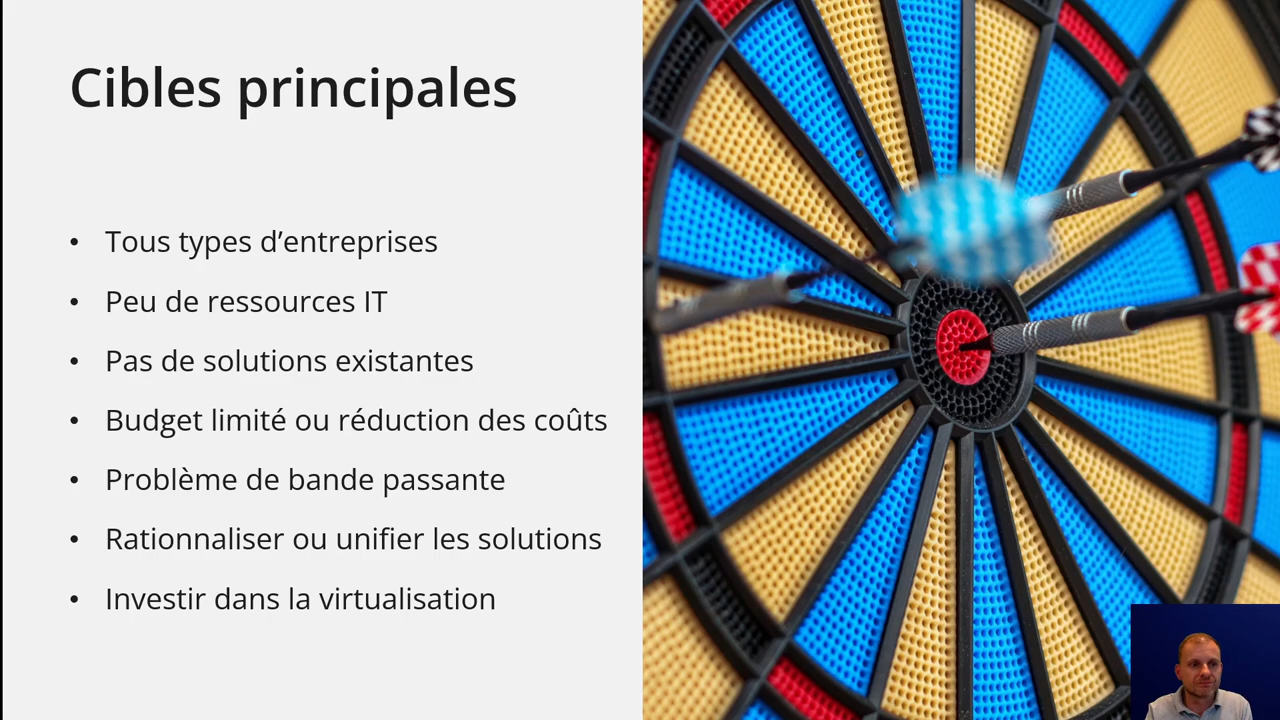 Cibles principales
• Tous types d’entreprises
• Peu de ressources IT
• Pas de solutions existantes
• Budget limité ou réduction des coûts
• Problème de bande passante
• Rationnaliser ou unifier les solutions
• Investir dans la virtualisation